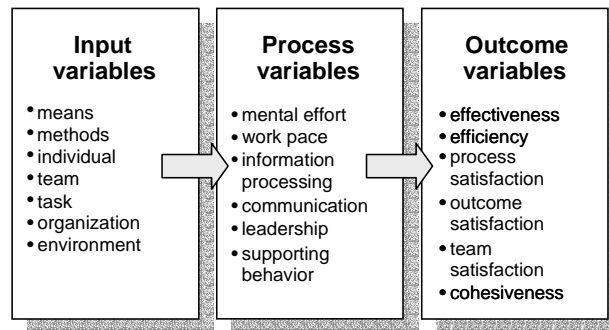 Input
variables
• means
• methods
• individual
• team
• task
• organization
• environment
Process
variables
• mental effort
• work pace
• information
processing
• communication
• leadership
• supporting
behavior
Outcome
variables
• effectiveness
• efficiency
• process
satisfaction
• outcome
satisfaction
• team
satisfaction
• cohesiveness